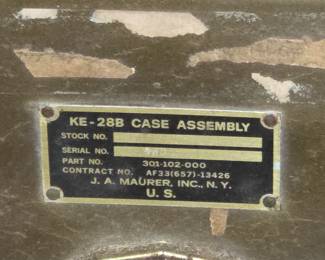 KE-28B CASE ASSEMBLY
STOCK NO.
SERIAL NO.
PART NO. 301-102-000
CONTRACT NO. AF33(657)-13426
J. A. MAURER, INC., N. Y.
U. S.